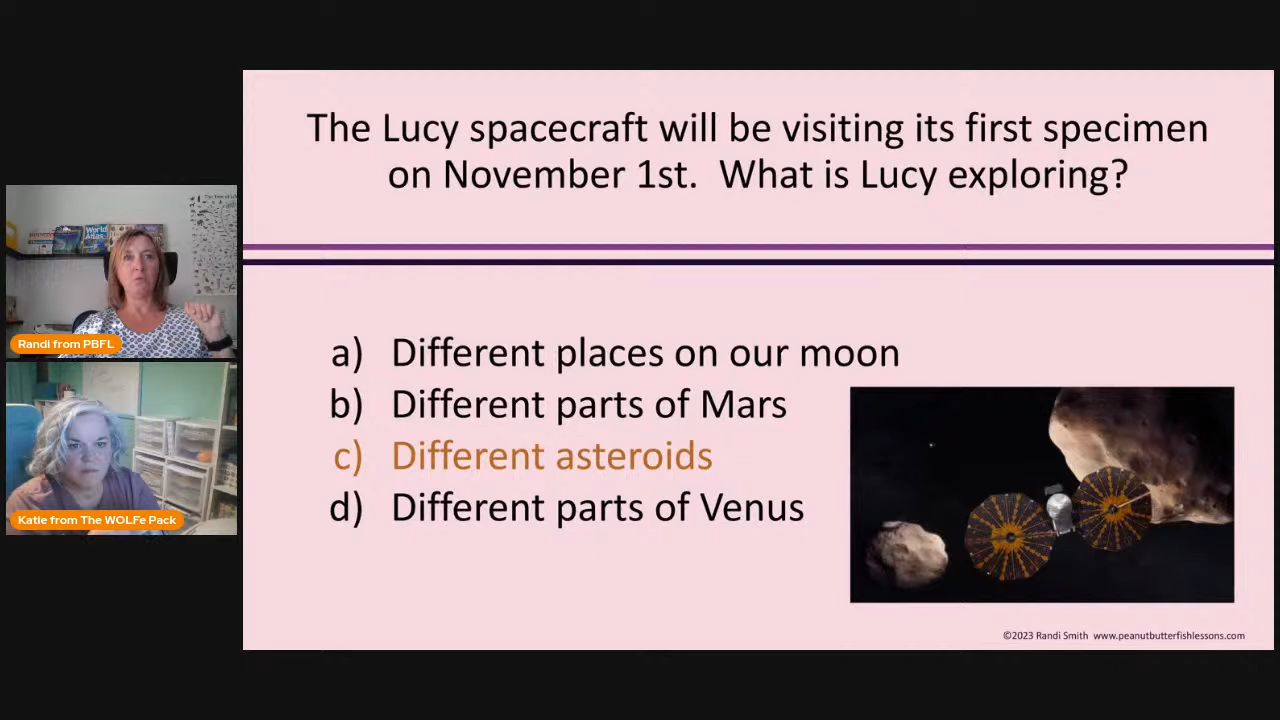 The Lucy spacecraft will be visiting its first specimen
on November 1st. What is Lucy exploring?
a) Different places on our moon
b) Different parts of Mars
c) Different asteroids
d) Different parts of Venus
©2023 Randi Smith www.peanutbutterfishlessons.com
World
Atlas
Randi from PBFL
Katie from The WOLFe Pack